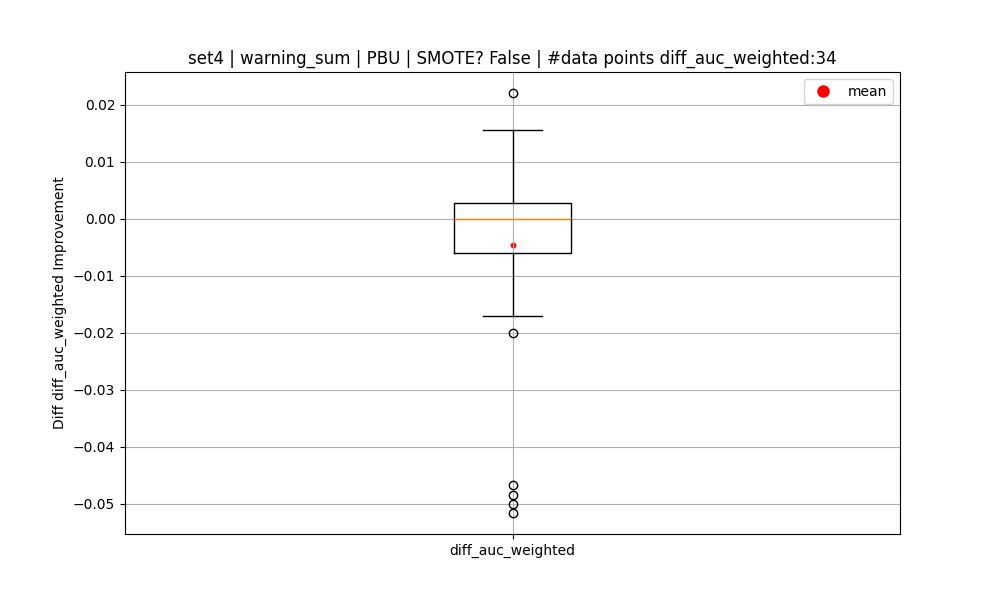 set4 | warning_sum | PBU | SMOTE? False | #data points diff_auc_weighted:34
mean
Diff diff_auc_weighted Improvement
0.02
0.01
0.00
−0.01
−0.02
−0.03
−0.04
−0.05
diff_auc_weighted